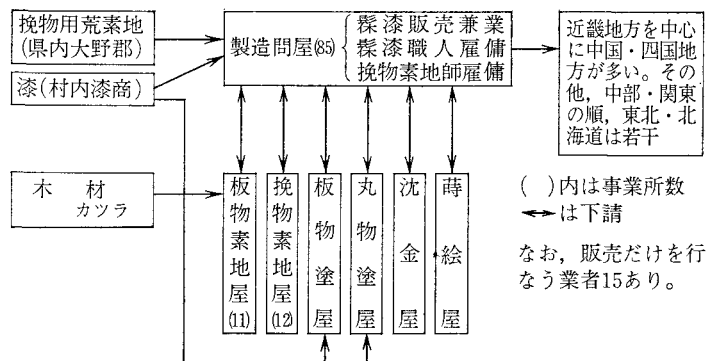 挽物用荒素地
(県内大野郡)
漆(村内漆商)
製造問屋(85)
髹漆販売兼業
髹漆職人雇傭
挽物素地師雇傭
近畿地方を中心
に中国・四国地
方が多い。その
他,中部・関東
の順,東北・北
海道は若干
木材
カツラ
板物素地屋(11)
挽物素地屋(12)
板物塗屋
丸物塗屋
沈金屋
蒔絵屋
( )内は事業所数
↔は下請
なお,販売だけを行
なう業者15あり。